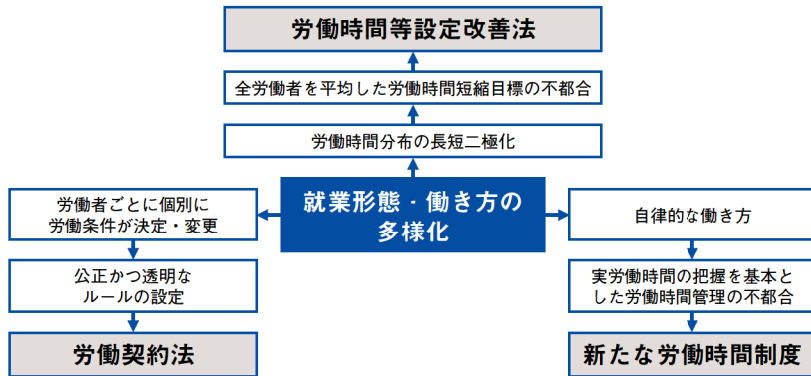 労働時間等設定改善法
全労働者を平均した労働時間短縮目標の不都合
労働時間分布の長短二極化
就業形態・働き方の
多様化
労働者ごとに個別に
労働条件が決定・変更
公正かつ透明な
ルールの設定
労働契約法
自律的な働き方
実労働時間の把握を基本と
した労働時間管理の不都合
新たな労働時間制度